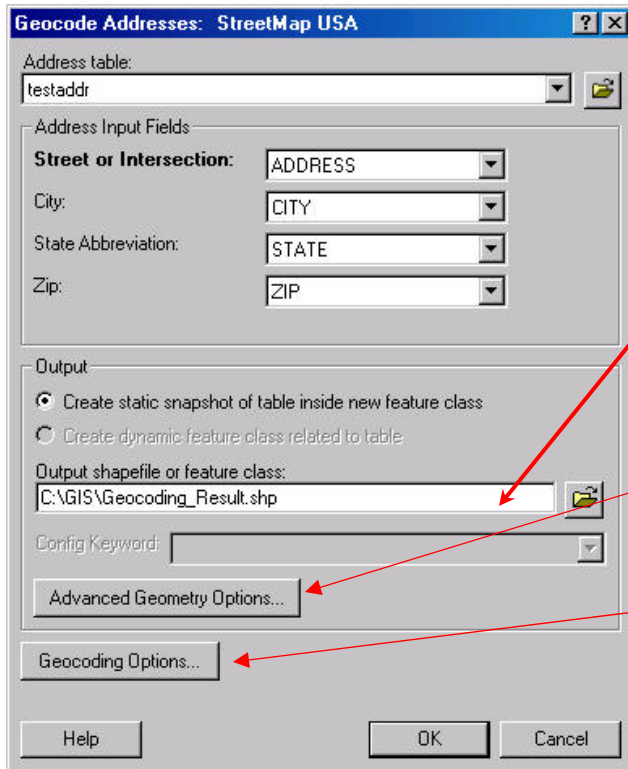 Geocode Addresses: StreetMap USA
Address table:
testaddr
Address Input Fields
Street or Intersection: ADDRESS
City: CITY
State Abbreviation: STATE
Zip: ZIP
Output
Create static snapshot of table inside new feature class
Create dynamic feature class related to table
Output shapefile or feature class:
C:\GIS\Geocoding_Result.shp
Config Keyword:
Advanced Geometry Options...
Geocoding Options...
Help OK Cancel